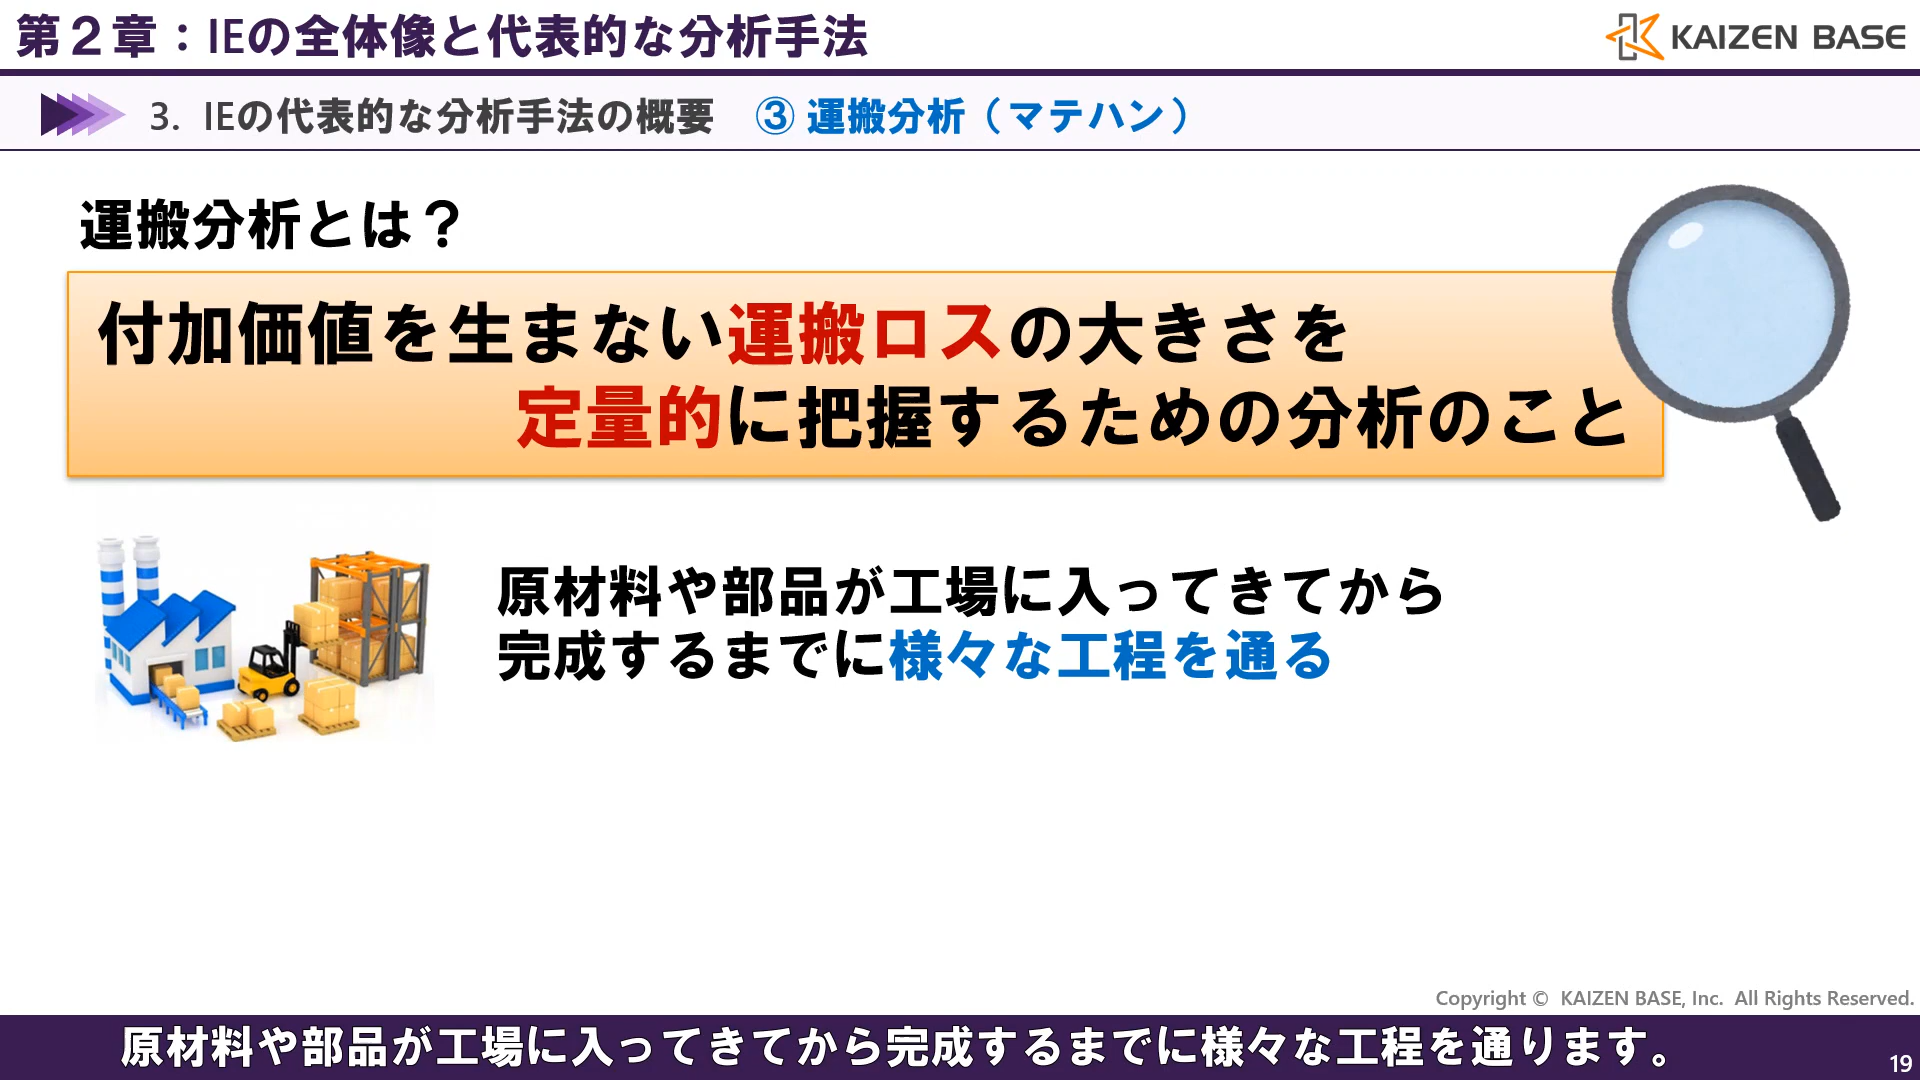 第２章：IEの全体像と代表的な分析手法
KAIZEN BASE
3. IEの代表的な分析手法の概要　③ 運搬分析（マテハン）
運搬分析とは？
付加価値を生まない運搬ロスの大きさを
定量的に把握するための分析のこと
原材料や部品が工場に入ってきてから
完成するまでに様々な工程を通る
Copyright © KAIZEN BASE, Inc. All Rights Reserved.
原材料や部品が工場に入ってきてから完成するまでに様々な工程を通ります。
19